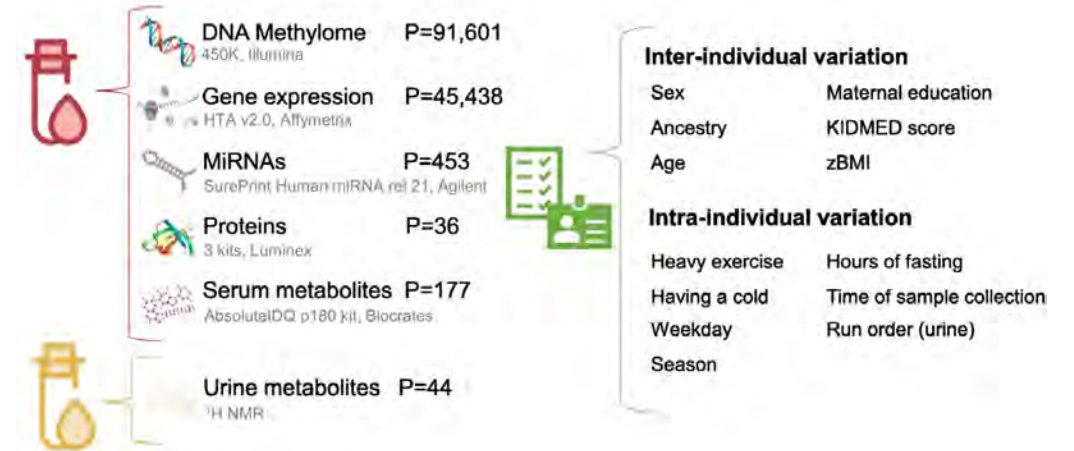 DNA Methylome P=91,601
450K, Illumina
Gene expression P=45,438
HTA v2.0, Affymetrix
MiRNAs P=453
SurePrint Human miRNA rel 21, Agilent
Proteins P=36
3 kits, Luminex
Serum metabolites P=177
AbsoluteIDQ p180 kit, Biocrates
Urine metabolites P=44
¹H NMR
Inter-individual variation
Sex Maternal education
Ancestry KIDMED score
Age zBMI
Intra-individual variation
Heavy exercise Hours of fasting
Having a cold Time of sample collection
Weekday Run order (urine)
Season